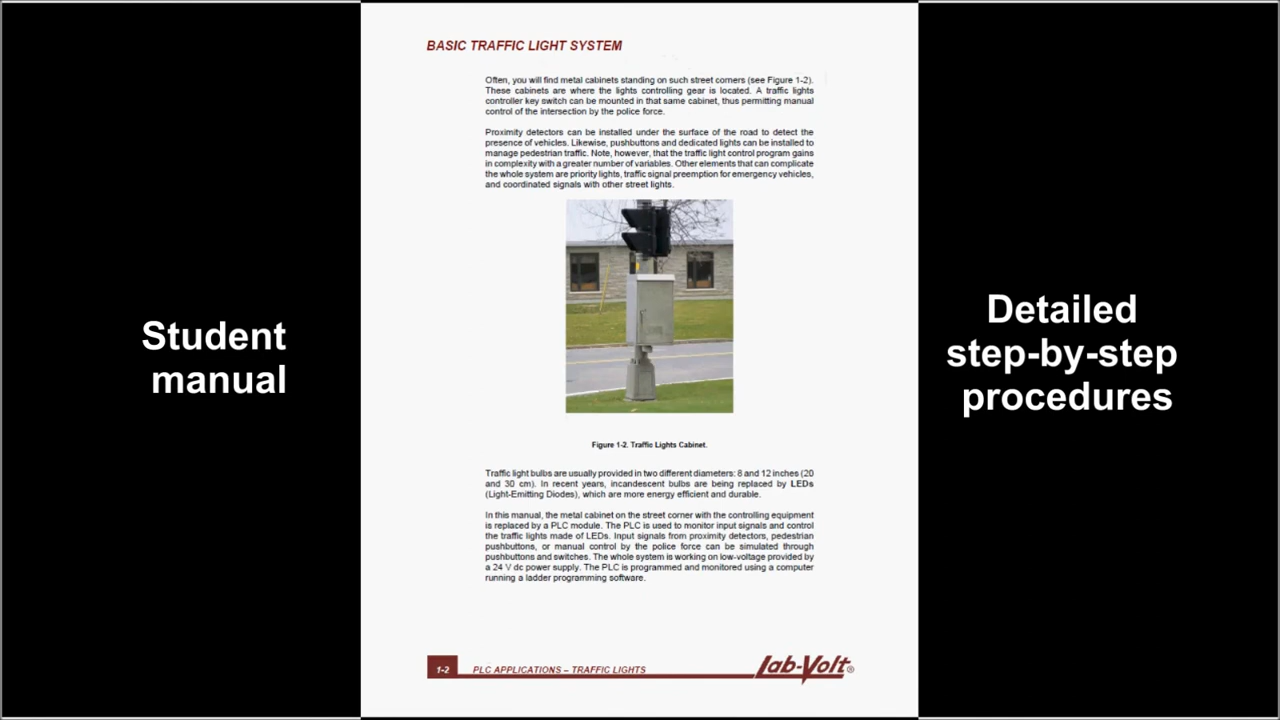 Student
manual
BASIC TRAFFIC LIGHT SYSTEM
Often, you will find metal cabinets standing on such street corners (see Figure 1-2).
These cabinets are where the lights controlling gear is located. A traffic lights
controller key switch can be mounted in that same cabinet, thus permitting manual
control of the intersection by the police force.
Proximity detectors can be installed under the surface of the road to detect the
presence of vehicles. Likewise, pushbuttons and dedicated lights can be installed to
manage pedestrian traffic. Note, however, that the traffic light control program gains
in complexity with a greater number of variables. Other elements that can complicate
the whole system are priority lights, traffic signal preemption for emergency vehicles,
and coordinated signals with other street lights.
Figure 1-2. Traffic Lights Cabinet.
Traffic light bulbs are usually provided in two different diameters: 8 and 12 inches (20
and 30 cm). In recent years, incandescent bulbs are being replaced by LEDs
(Light-Emitting Diodes), which are more energy efficient and durable.
In this manual, the metal cabinet on the street corner with the controlling equipment
is replaced by a PLC module. The PLC is used to monitor input signals and control
the traffic lights made of LEDs. Input signals from proximity detectors, pedestrian
pushbuttons, or manual control by the police force can be simulated through
pushbuttons and switches. The whole system is working on low-voltage provided by
a 24 V dc power supply. The PLC is programmed and monitored using a computer
running a ladder programming software.
1-2 PLC APPLICATIONS – TRAFFIC LIGHTS
Lab-Volt®
Detailed
step-by-step
procedures